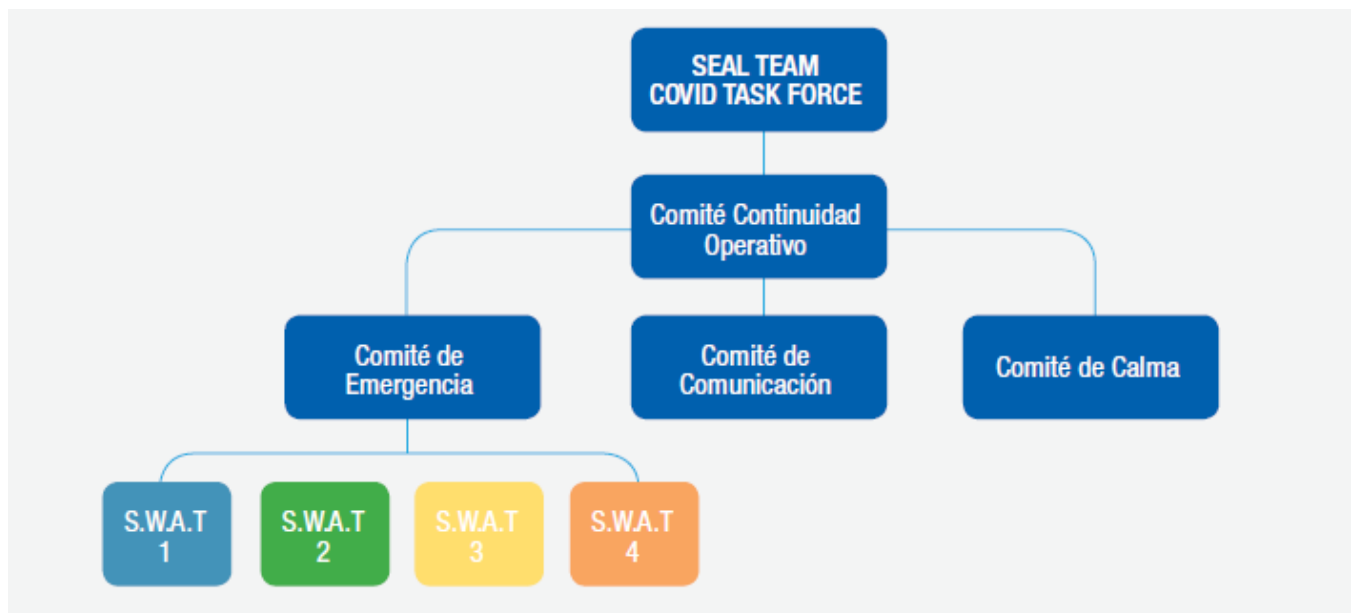 SEAL TEAM
COVID TASK FORCE
Comité Continuidad
Operativo
Comité de
Emergencia
Comité de
Comunicación
Comité de Calma
S.W.A.T
1
S.W.A.T
2
S.W.A.T
3
S.W.A.T
4